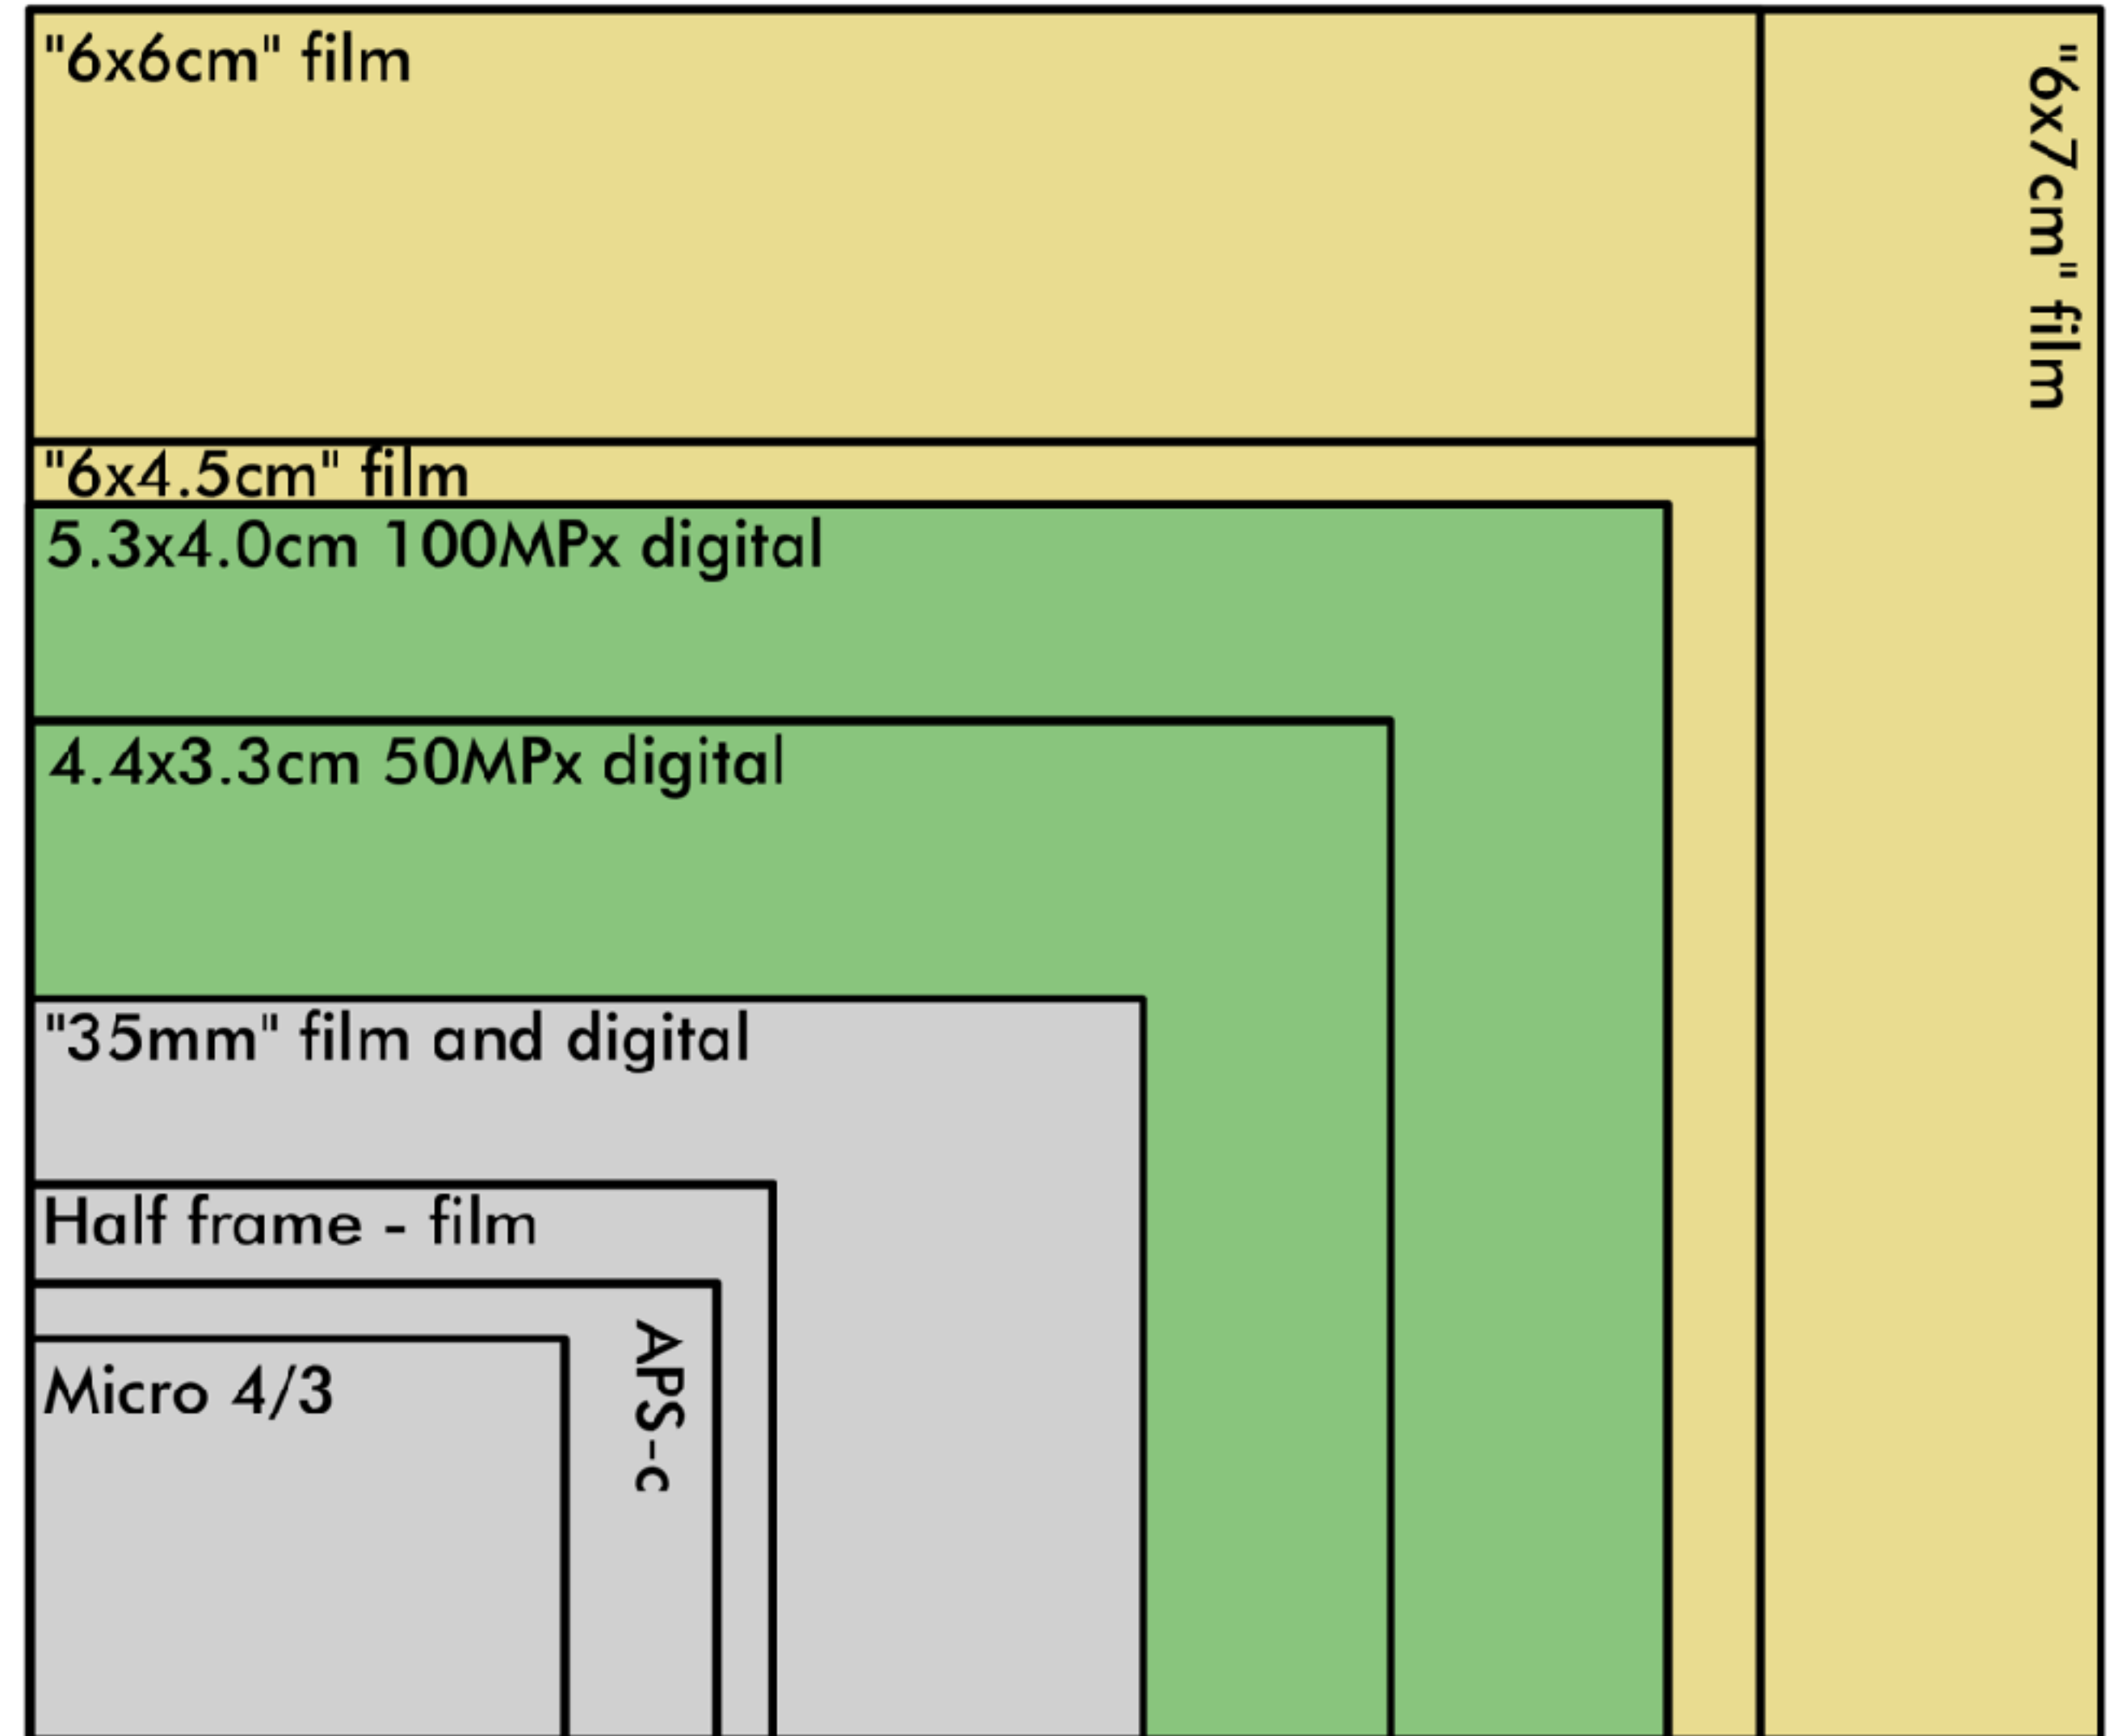 "6x6cm" film
"6x7cm" film
"6x4.5cm" film
5.3x4.0cm 100MPx digital
4.4x3.3cm 50MPx digital
"35mm" film and digital
Half frame - film
APS-c
Micro 4/3